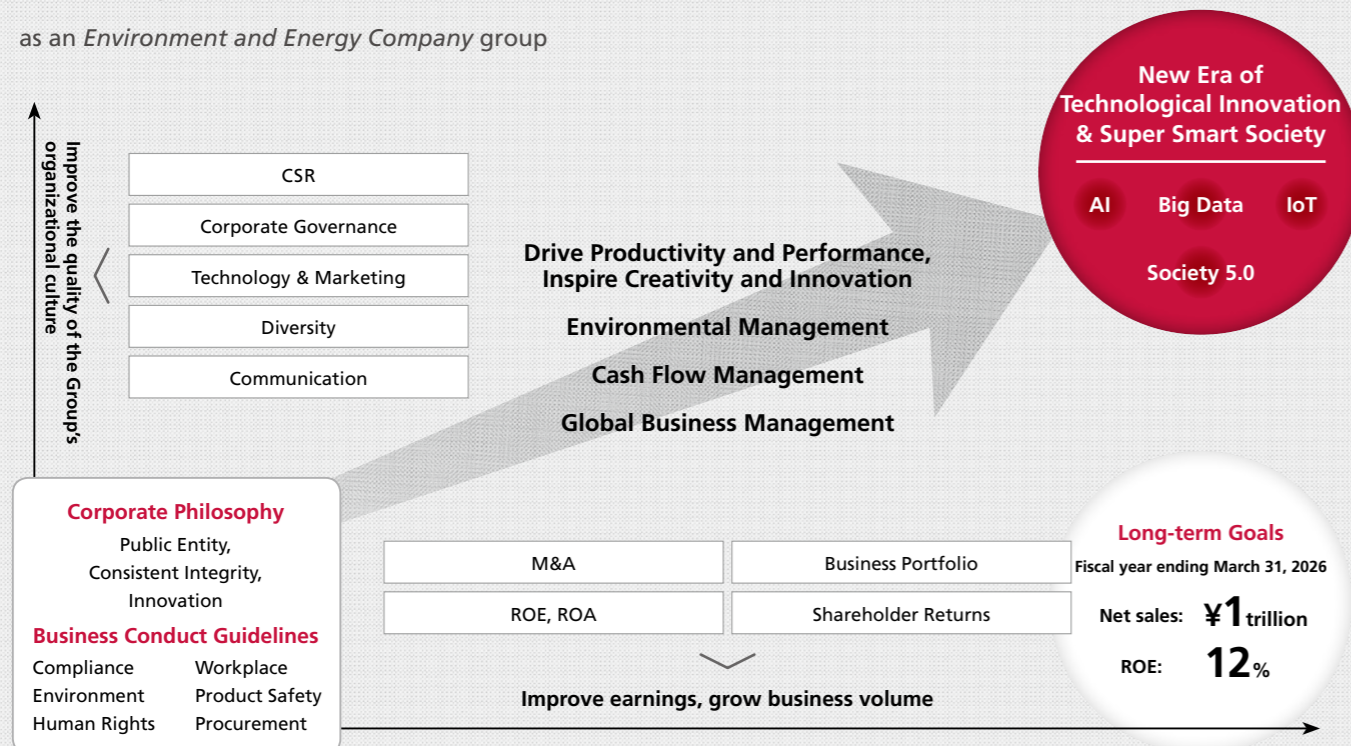 as an Environment and Energy Company group
Improve the quality of the Group's
organizational culture
CSR
Corporate Governance
Technology & Marketing
Diversity
Communication
Drive Productivity and Performance,
Inspire Creativity and Innovation
Environmental Management
Cash Flow Management
Global Business Management
New Era of
Technological Innovation
& Super Smart Society
AI
Big Data
IoT
Society 5.0
Corporate Philosophy
Public Entity,
Consistent Integrity,
Innovation
Business Conduct Guidelines
Compliance
Workplace
Environment
Product Safety
Human Rights
Procurement
M&A
Business Portfolio
ROE, ROA
Shareholder Returns
Improve earnings, grow business volume
Long-term Goals
Fiscal year ending March 31, 2026
Net sales: ¥1 trillion
ROE: 12%